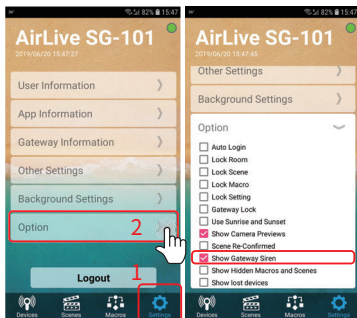 82% 15:47
AirLive SG-101
2019/06/20 15:47:27
User Information
App Information
Gateway Information
Other Settings
Background Settings
Option
2
Logout
1
Devices
Scenes
Macros
Settings
82% 15:47
AirLive SG-101
2019/06/20 15:47:45
Other Settings
Background Settings
Option
Auto Login
Lock Room
Lock Scene
Lock Macro
Lock Setting
Gateway Lock
Use Sunrise and Sunset
Show Camera Previews
Scene Re-Confirmed
Show Gateway Siren
Show Hidden Macros and Scenes
Show lost devices
Devices
Scenes
Macros
Settings